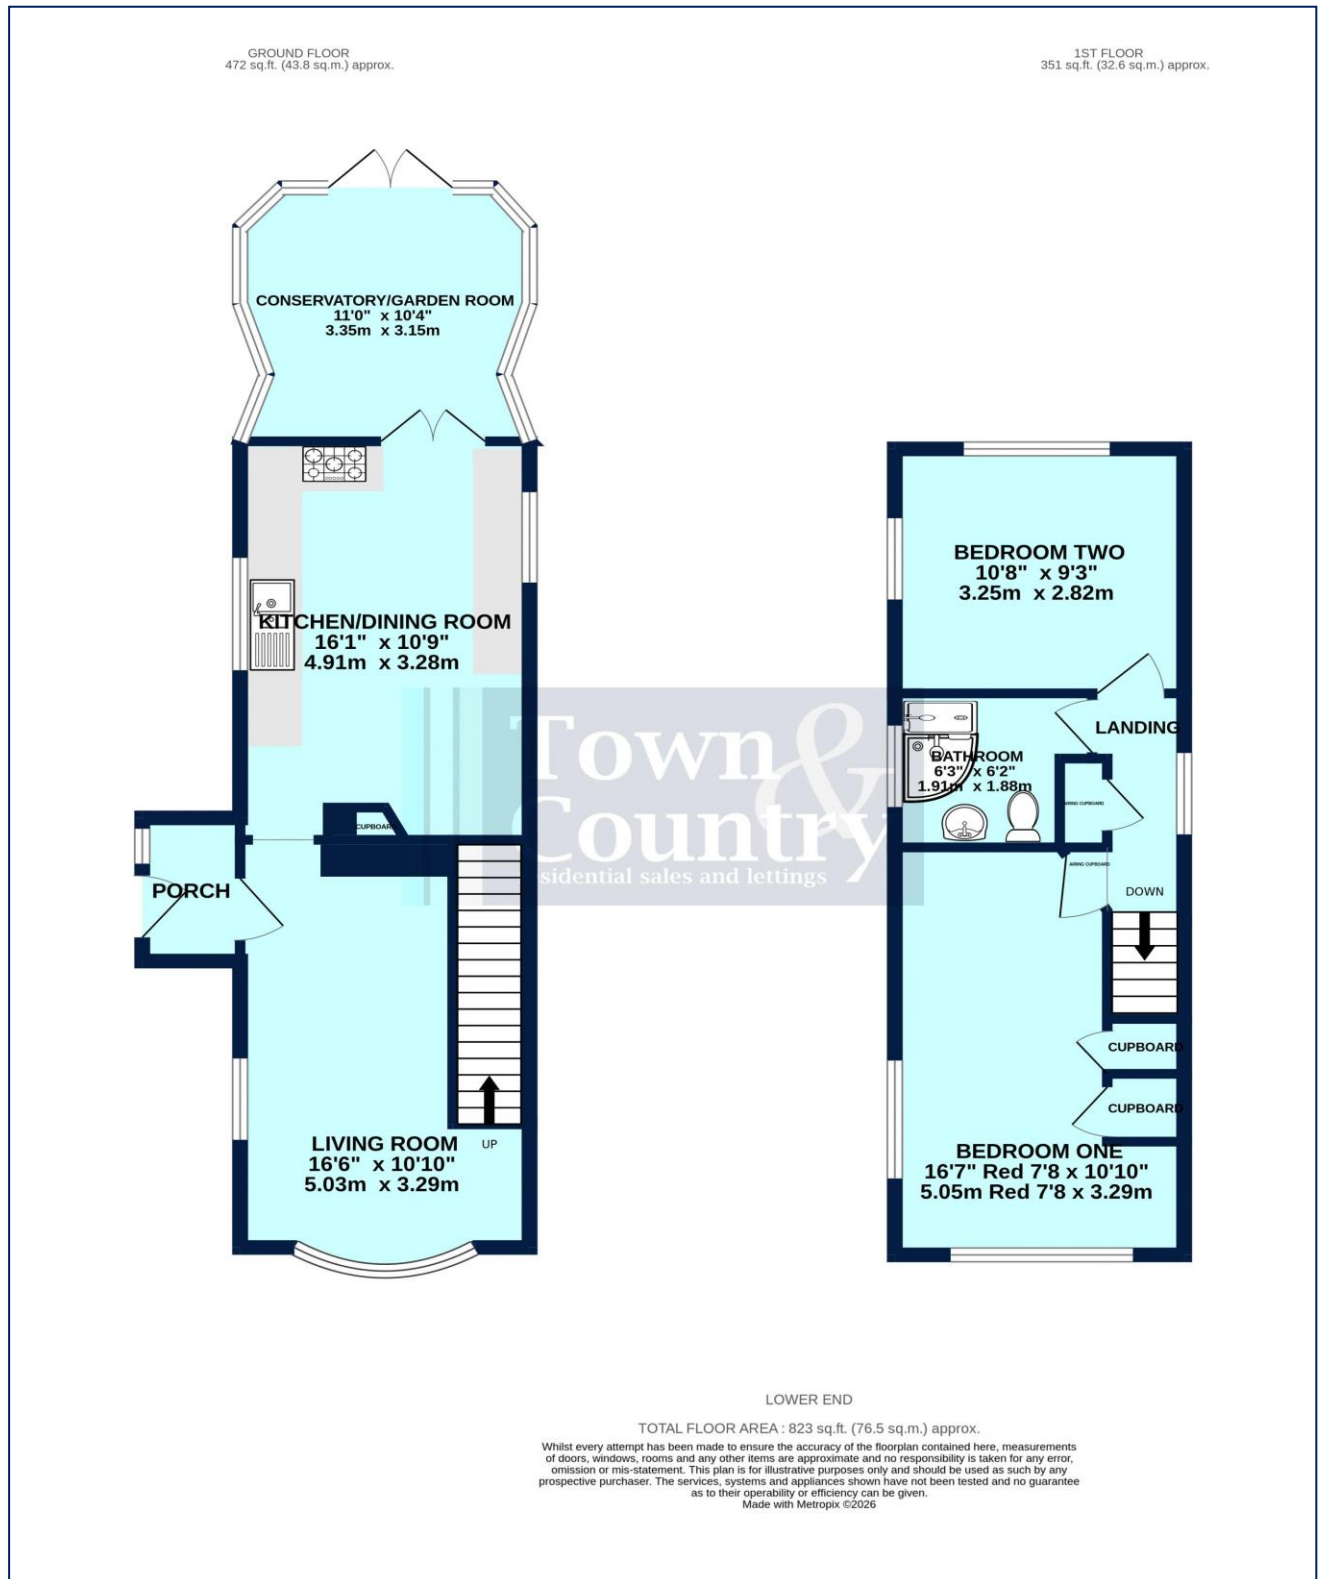 GROUND FLOOR
472 sq.ft. (43.8 sq.m.) approx.
1ST FLOOR
351 sq.ft. (32.6 sq.m.) approx.
CONSERVATORY/GARDEN ROOM
11'0" x 10'4"
3.35m x 3.15m
KITCHEN/DINING ROOM
16'1" x 10'9"
4.91m x 3.28m
CUPBOARD
PORCH
LIVING ROOM
16'6" x 10'10"
5.03m x 3.29m
UP
BEDROOM TWO
10'8" x 9'3"
3.25m x 2.82m
LANDING
BATHROOM
6'3" x 6'2"
1.91m x 1.88m
AIRING CUPBOARD
AIRING CUPBOARD
DOWN
CUPBOARD
CUPBOARD
BEDROOM ONE
16'7" Red 7'8 x 10'10"
5.05m Red 7'8 x 3.29m
Town &
Country
residential sales and lettings
LOWER END
TOTAL FLOOR AREA : 823 sq.ft. (76.5 sq.m.) approx.
Whilst every attempt has been made to ensure the accuracy of the floorplan contained here, measurements
of doors, windows, rooms and any other items are approximate and no responsibility is taken for any error,
omission or mis-statement. This plan is for illustrative purposes only and should be used as such by any
prospective purchaser. The services, systems and appliances shown have not been tested and no guarantee
as to their operability or efficiency can be given.
Made with Metropix ©2026